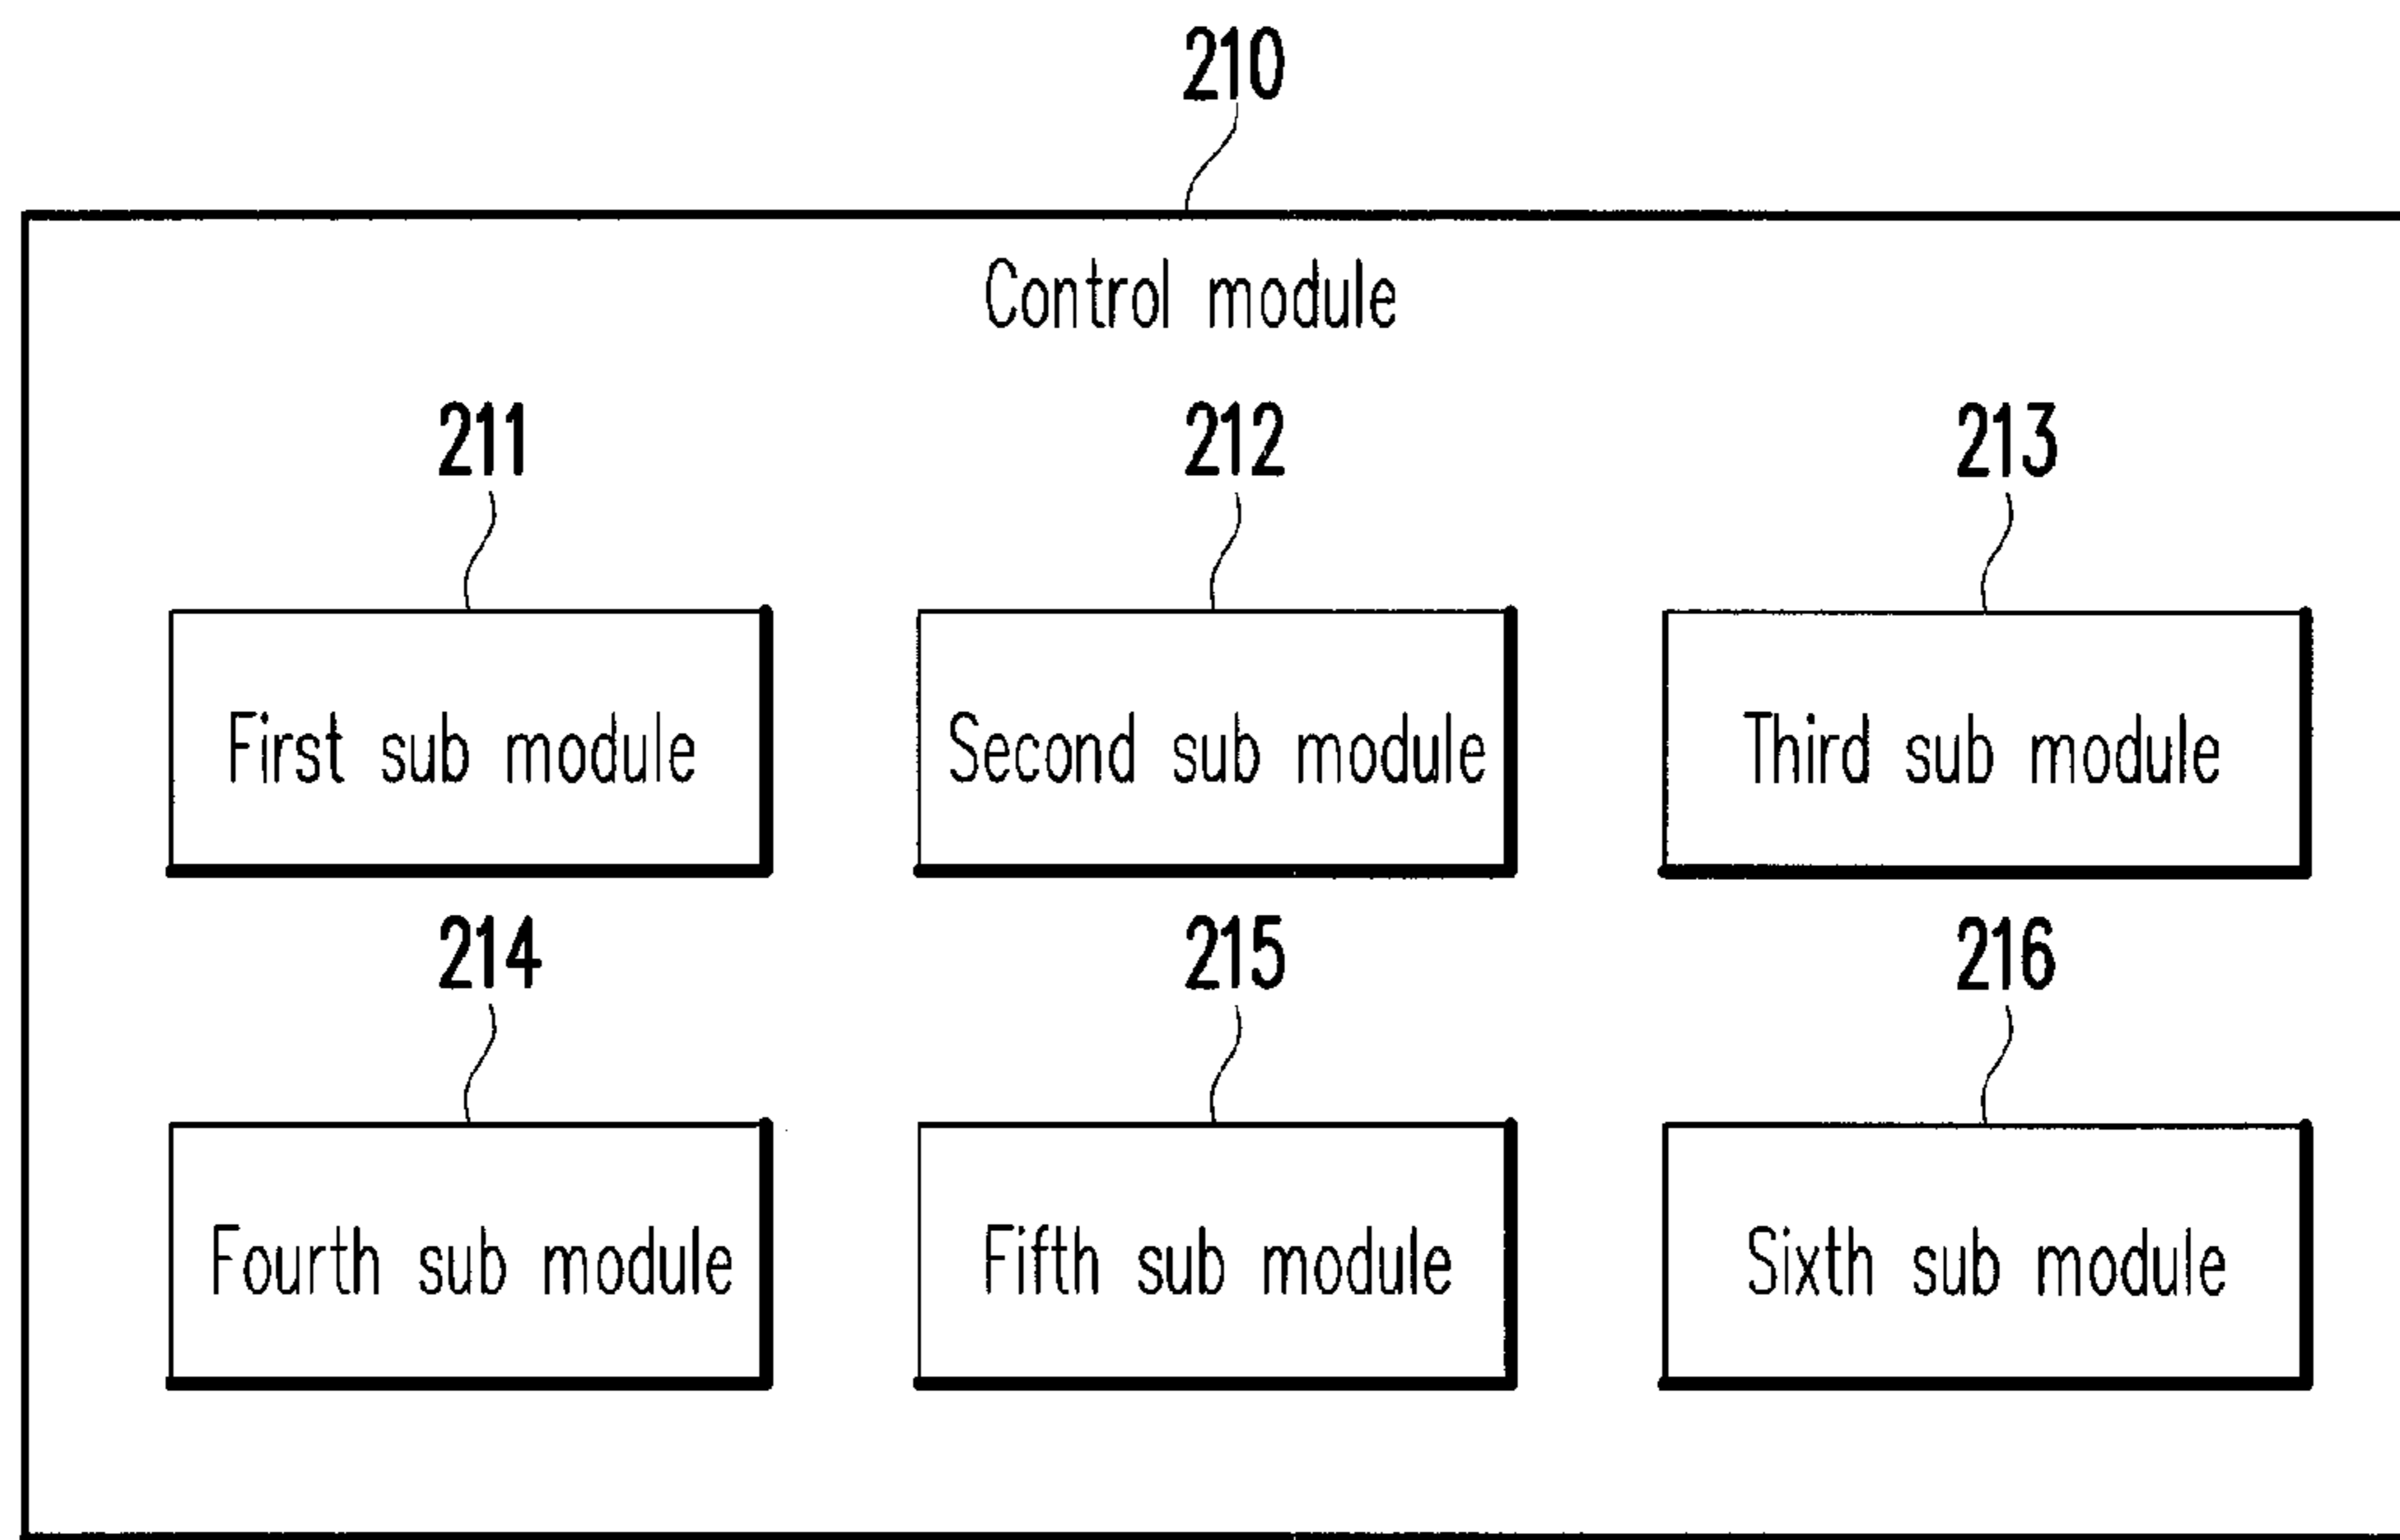 210
Control module
211 212 213
First sub module Second sub module Third sub module
214 215 216
Fourth sub module Fifth sub module Sixth sub module